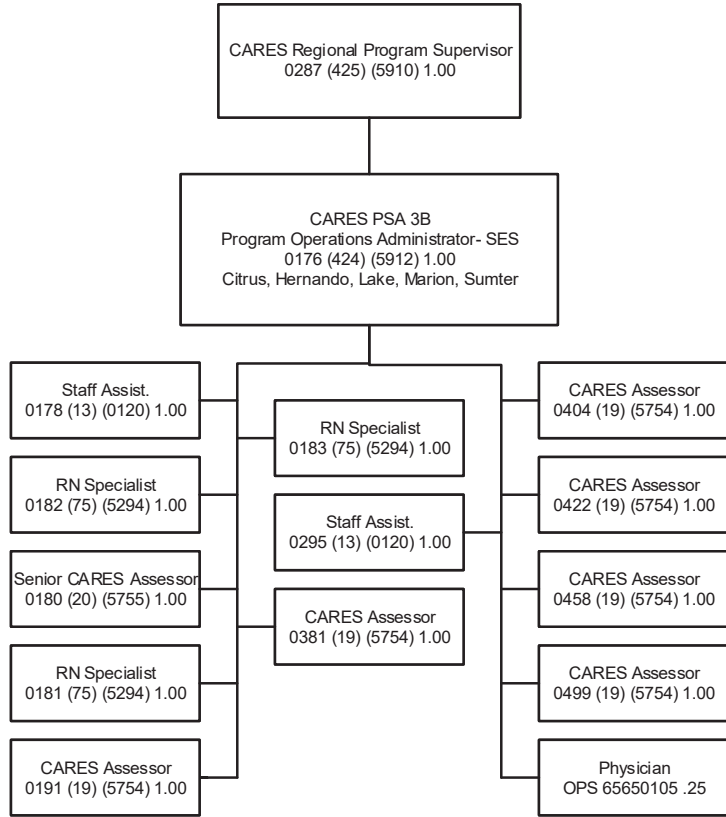 CARES Regional Program Supervisor
0287 (425) (5910) 1.00
CARES PSA 3B
Program Operations Administrator- SES
0176 (424) (5912) 1.00
Citrus, Hernando, Lake, Marion, Sumter
Staff Assist.
0178 (13) (0120) 1.00
RN Specialist
0182 (75) (5294) 1.00
Senior CARES Assessor
0180 (20) (5755) 1.00
RN Specialist
0181 (75) (5294) 1.00
CARES Assessor
0191 (19) (5754) 1.00
RN Specialist
0183 (75) (5294) 1.00
Staff Assist.
0295 (13) (0120) 1.00
CARES Assessor
0381 (19) (5754) 1.00
CARES Assessor
0404 (19) (5754) 1.00
CARES Assessor
0422 (19) (5754) 1.00
CARES Assessor
0458 (19) (5754) 1.00
CARES Assessor
0499 (19) (5754) 1.00
Physician
OPS 65650105 .25